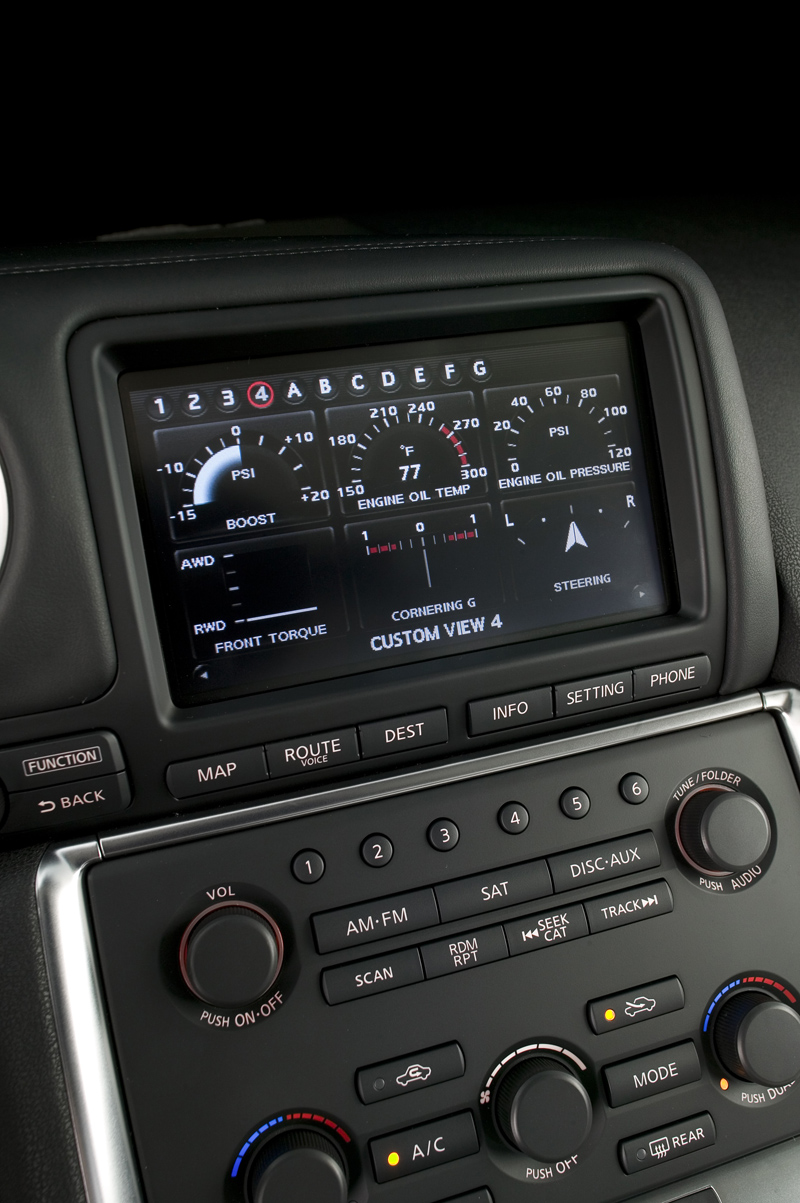 1 2 3 4 A B C D E F G
-15 -10 0 +10 +20
PSI
BOOST
150 180 210 240 270 300
°F
77
ENGINE OIL TEMP
0 20 40 60 80 100 120
PSI
ENGINE OIL PRESSURE
AWD
RWD
FRONT TORQUE
1 0 1
CORNERING G
L R
STEERING
CUSTOM VIEW 4
FUNCTION
BACK
MAP
ROUTE
VOICE
DEST
INFO
SETTING
PHONE
1 2 3 4 5 6
VOL
PUSH ON·OFF
TUNE/FOLDER
PUSH AUDIO
AM·FM
SAT
DISC·AUX
SCAN
RDM
RPT
SEEK
CAT
TRACK
A/C
PUSH OFF
MODE
REAR
PUSH DUAL